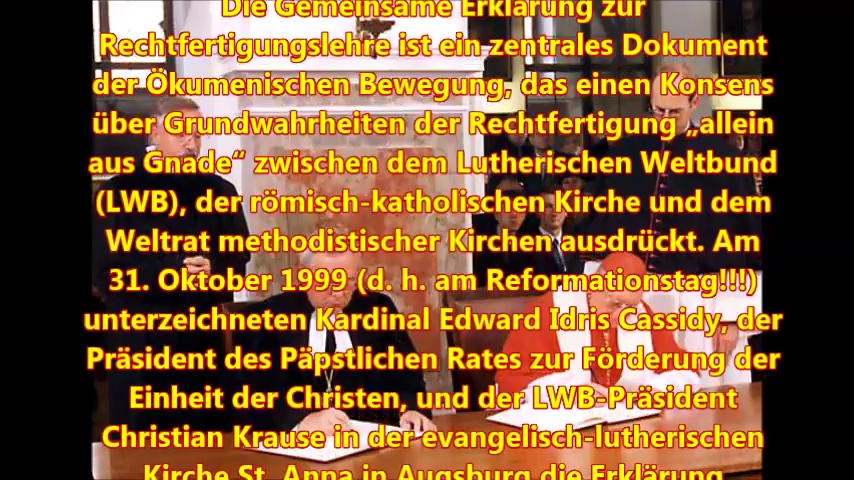 Die Gemeinsame Erklärung zur
Rechtfertigungslehre ist ein zentrales Dokument
der Ökumenischen Bewegung, das einen Konsens
über Grundwahrheiten der Rechtfertigung „allein
aus Gnade“ zwischen dem Lutherischen Weltbund
(LWB), der römisch-katholischen Kirche und dem
Weltrat methodistischer Kirchen ausdrückt. Am
31. Oktober 1999 (d. h. am Reformationstag!!!)
unterzeichneten Kardinal Edward Idris Cassidy, der
Präsident des Päpstlichen Rates zur Förderung der
Einheit der Christen, und der LWB-Präsident
Christian Krause in der evangelisch-lutherischen
Kirche St. Anna in Augsburg die Erklärung